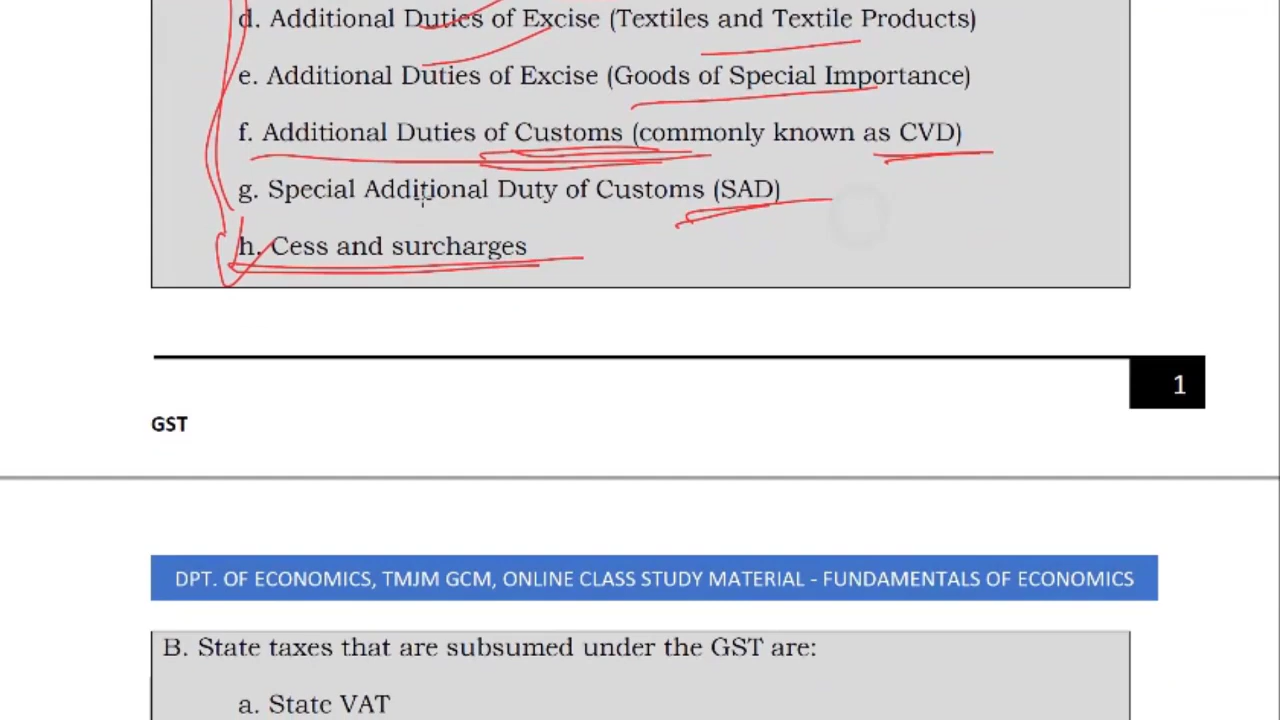 d. Additional Duties of Excise (Textiles and Textile Products)
e. Additional Duties of Excise (Goods of Special Importance)
f. Additional Duties of Customs (commonly known as CVD)
g. Special Additional Duty of Customs (SAD)
h. Cess and surcharges
1
GST
DPT. OF ECONOMICS, TMJM GCM, ONLINE CLASS STUDY MATERIAL - FUNDAMENTALS OF ECONOMICS
B. State taxes that are subsumed under the GST are:
a. State VAT